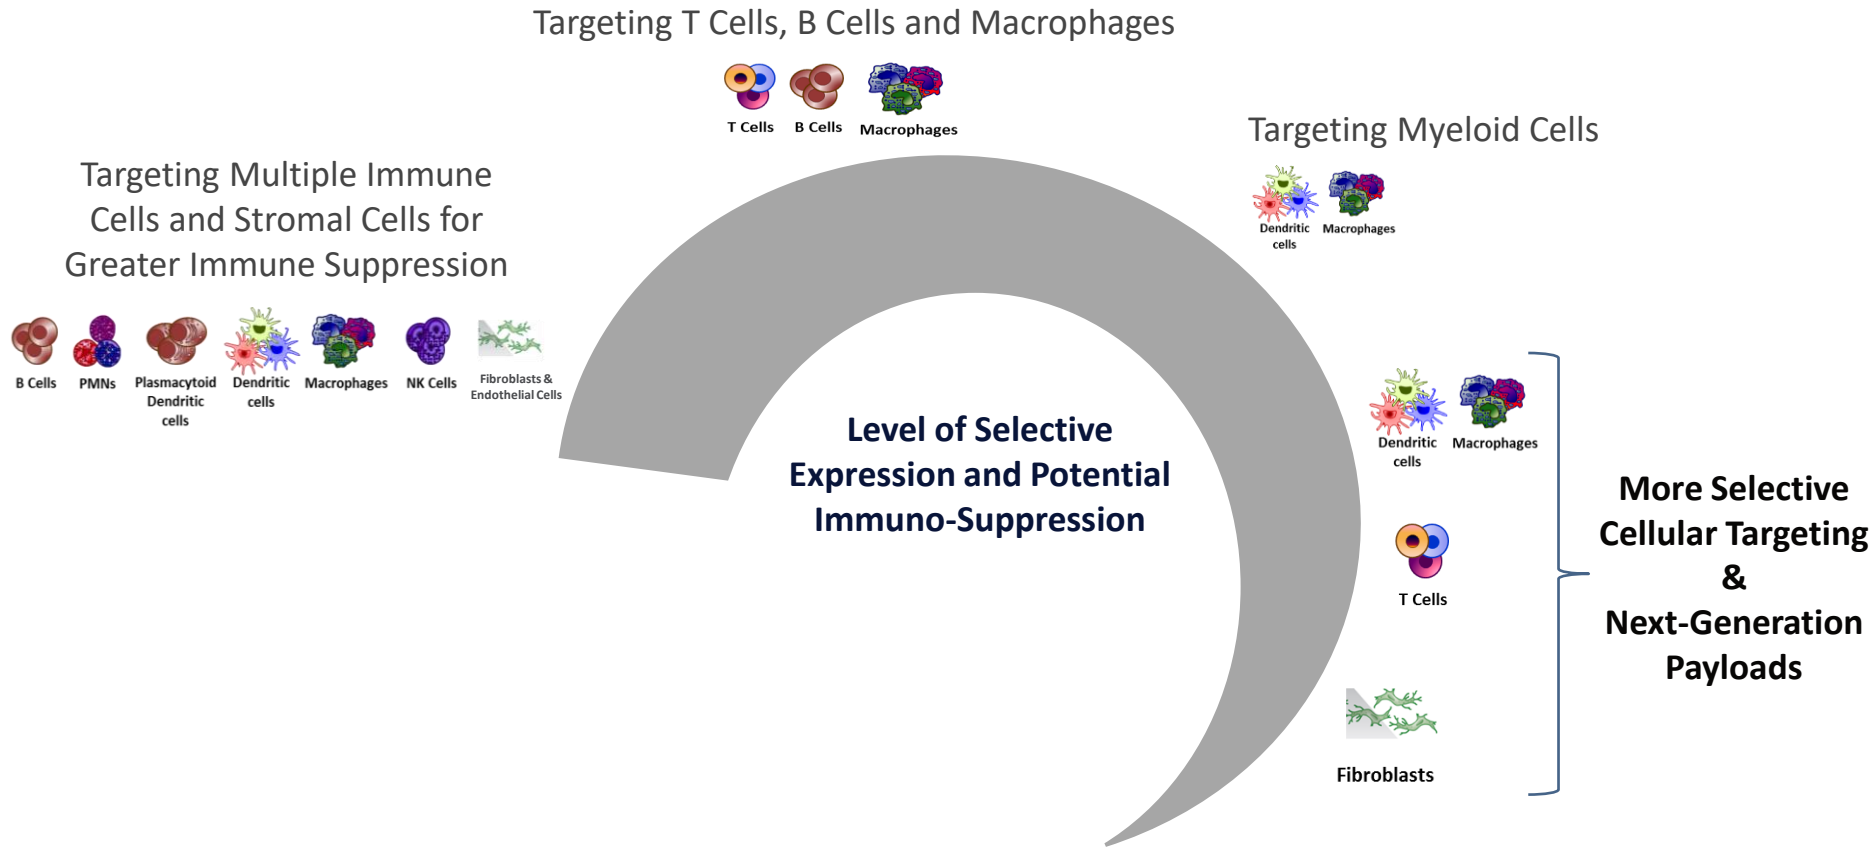 Targeting T Cells, B Cells and Macrophages
T Cells
B Cells
Macrophages
Targeting Myeloid Cells
Dendritic
cells
Macrophages
Targeting Multiple Immune
Cells and Stromal Cells for
Greater Immune Suppression
B Cells
PMNs
Plasmacytoid
Dendritic
cells
Dendritic
cells
Macrophages
NK Cells
Fibroblasts &
Endothelial Cells
Level of Selective
Expression and Potential
Immuno-Suppression
Dendritic
cells
Macrophages
T Cells
Fibroblasts
More Selective
Cellular Targeting
&
Next-Generation
Payloads